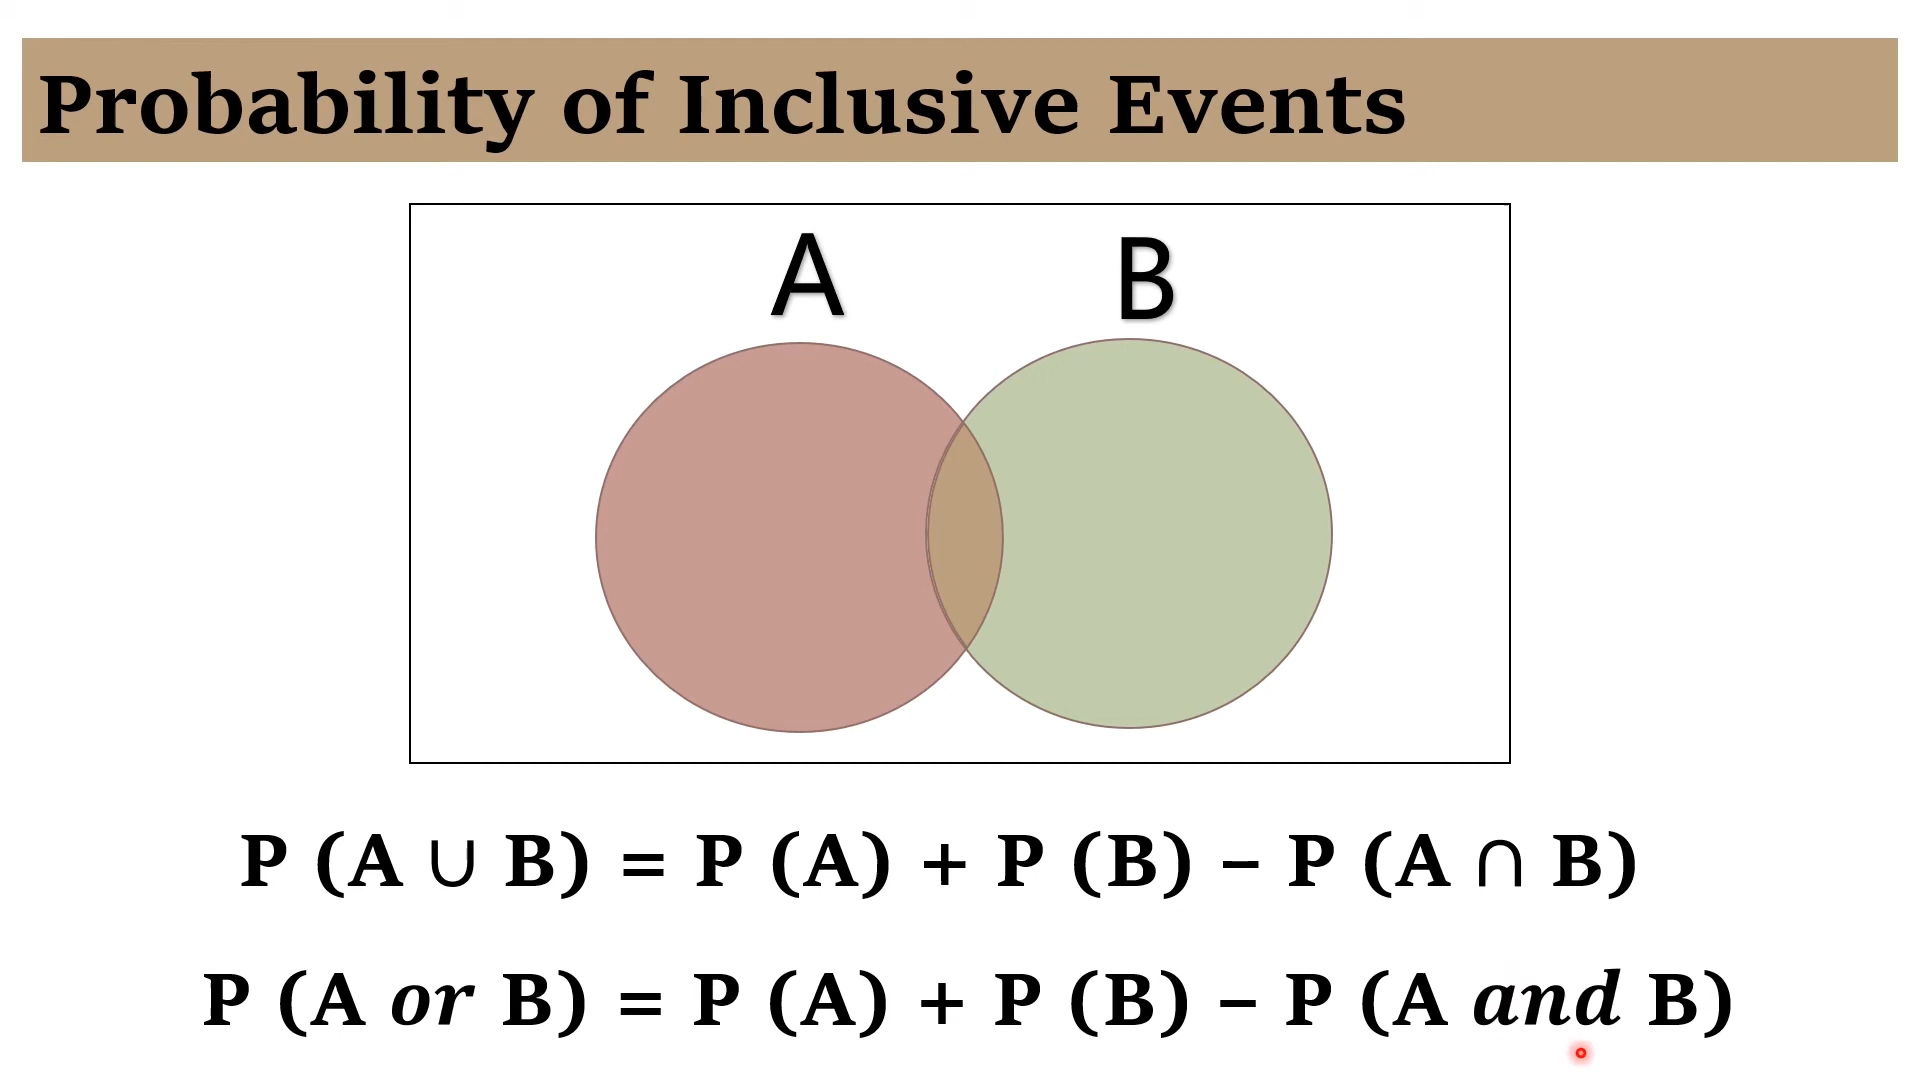 Probability of Inclusive Events
A B
P (A ∪ B) = P (A) + P (B) – P (A ∩ B)
P (A or B) = P (A) + P (B) – P (A and B)